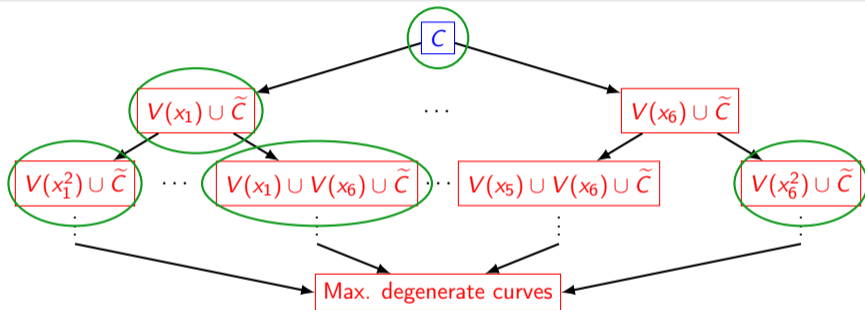 C
V(x₁) ∪ C̃ ⋯ V(x₆) ∪ C̃
V(x₁²) ∪ C̃ ⋯ V(x₁) ∪ V(x₆) ∪ C̃ ⋯ V(x₅) ∪ V(x₆) ∪ C̃ V(x₆²) ∪ C̃
⋮ ⋮ ⋮ ⋮
Max. degenerate curves